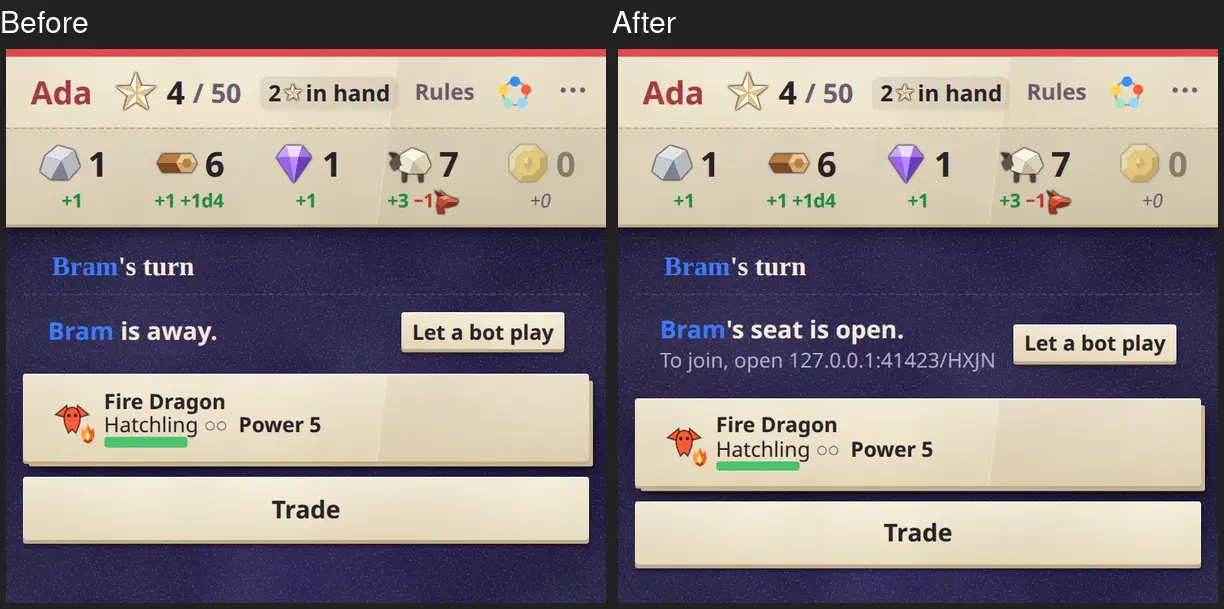 Before
Ada 4 / 50 2 in hand Rules ...
1 6 1 7 0
+1 +1 +1d4 +1 +3 −1 +0
Bram's turn
Bram is away. Let a bot play
Fire Dragon
Hatchling ○○ Power 5
Trade
After
Ada 4 / 50 2 in hand Rules ...
1 6 1 7 0
+1 +1 +1d4 +1 +3 −1 +0
Bram's turn
Bram's seat is open.
To join, open 127.0.0.1:41423/HXJN
Let a bot play
Fire Dragon
Hatchling ○○ Power 5
Trade